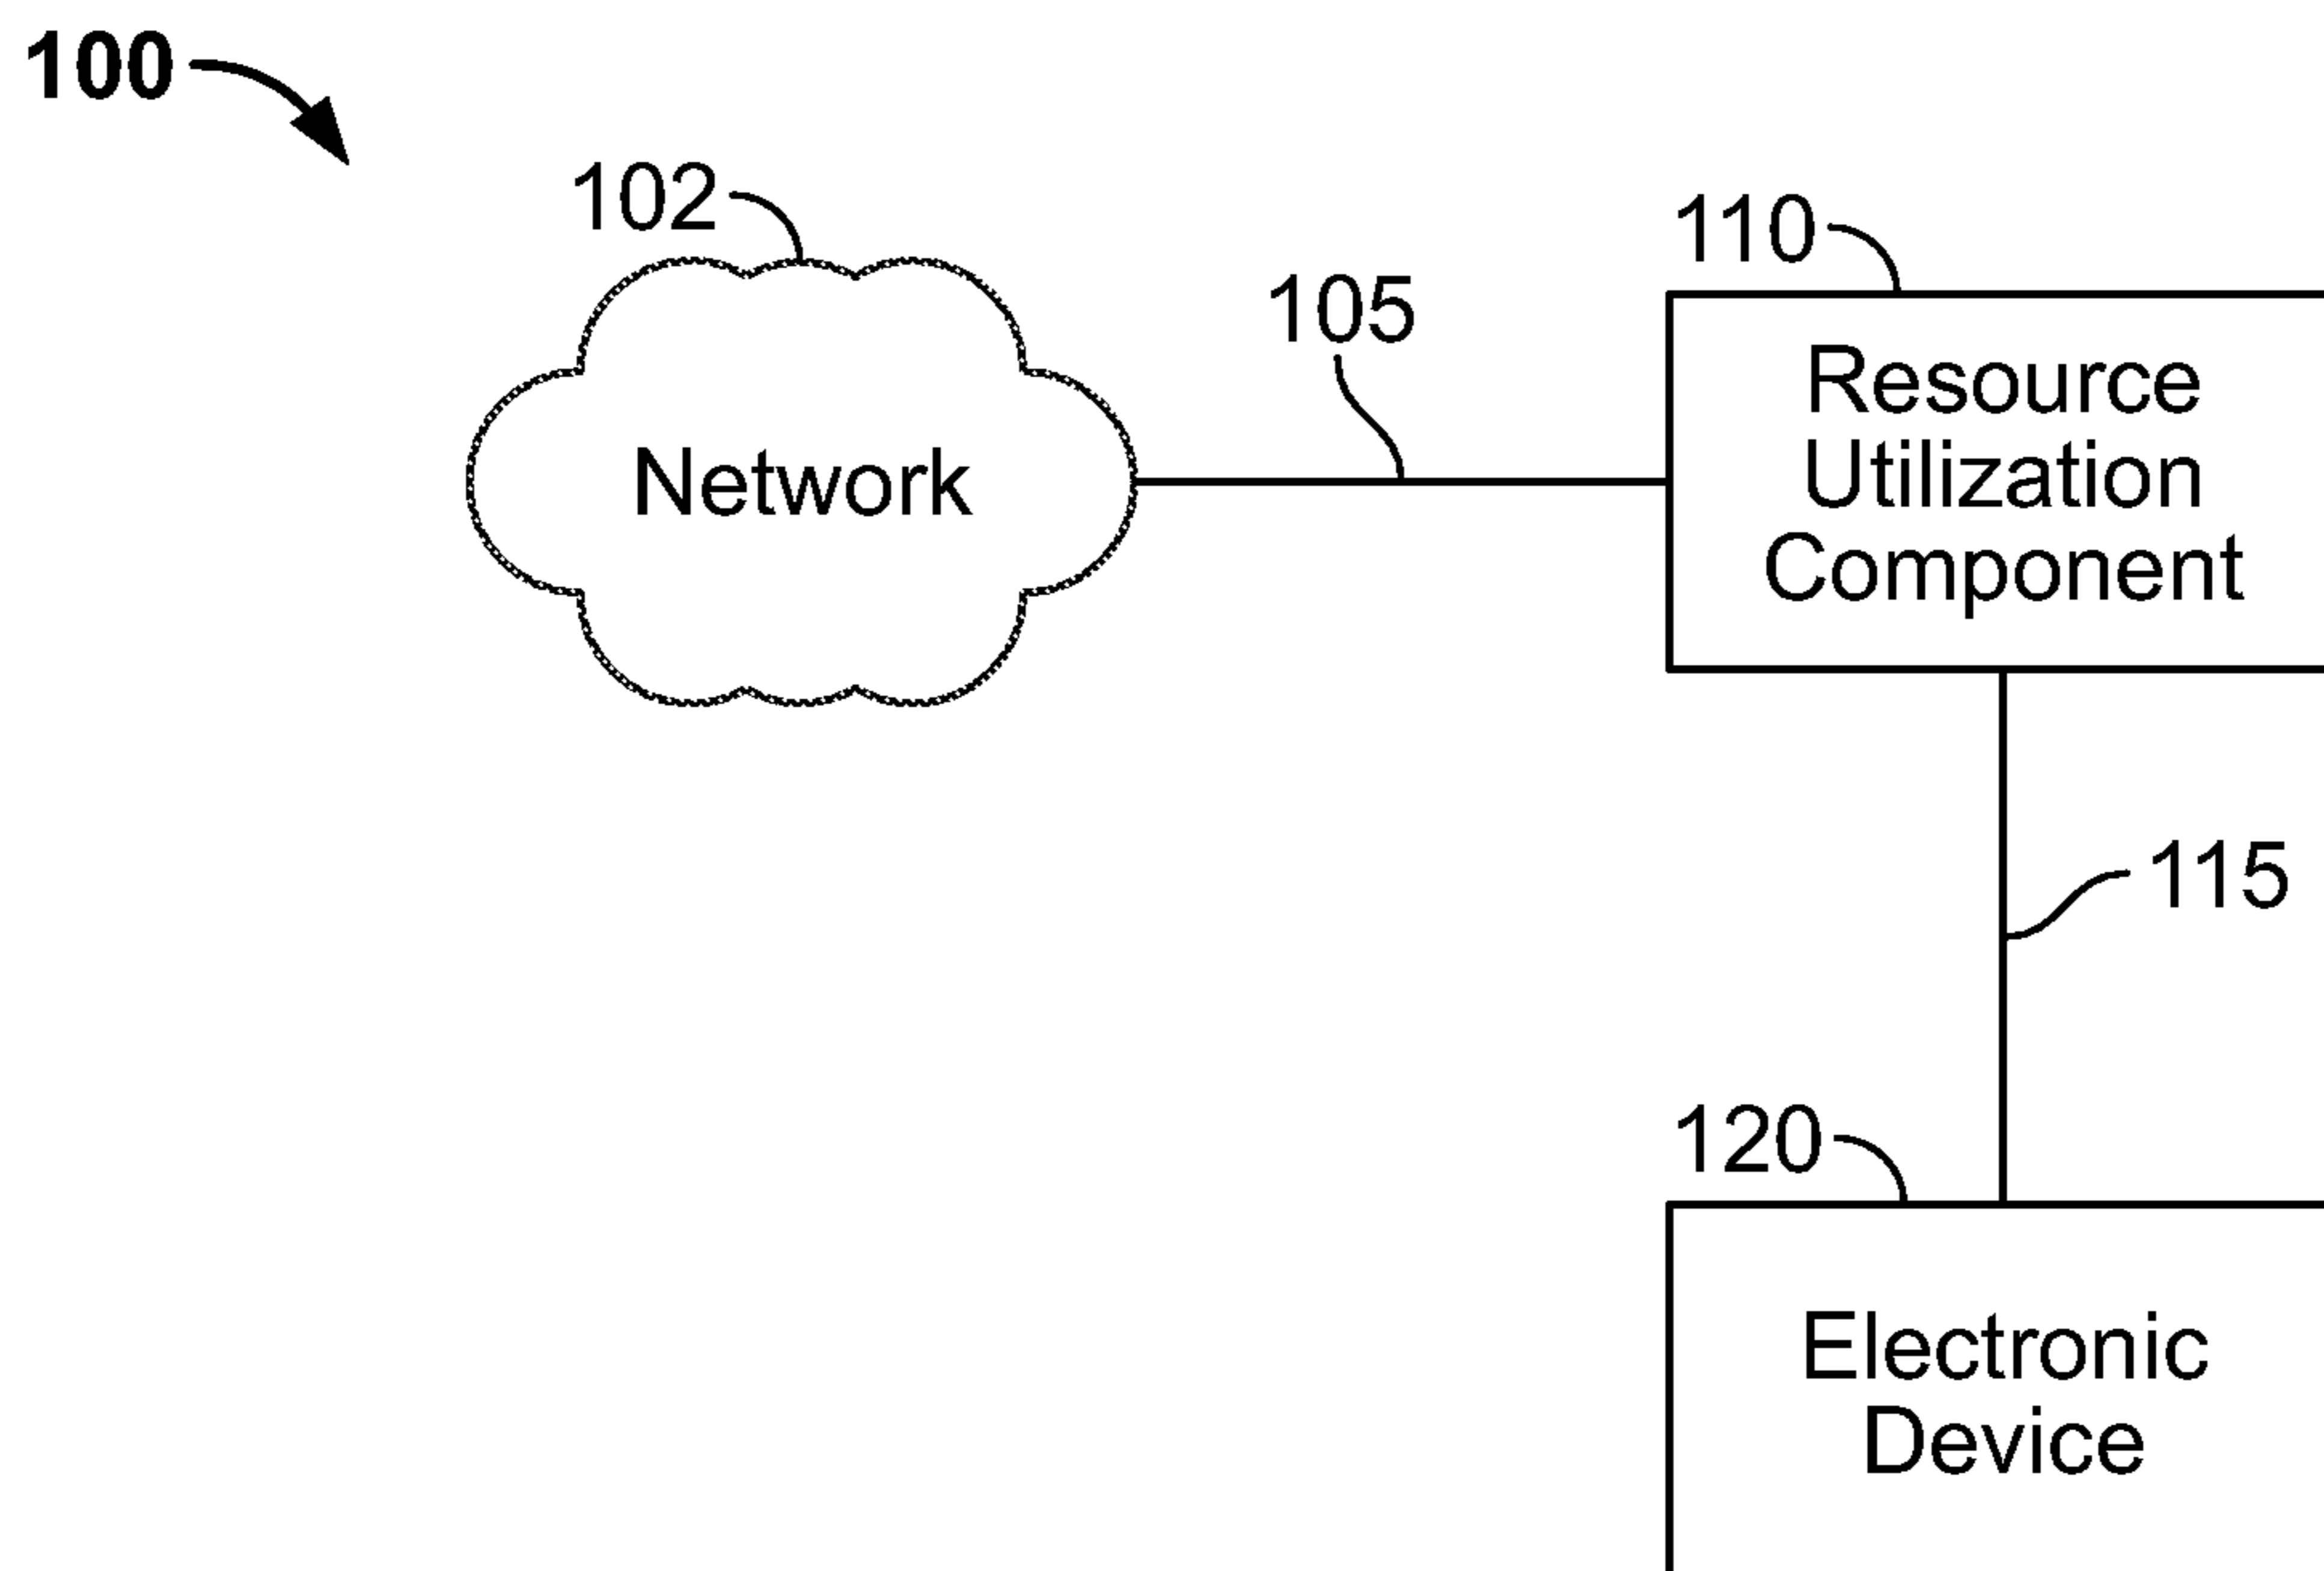 100
102
110
105
Resource
Utilization
Component
Network
115
120
Electronic
Device